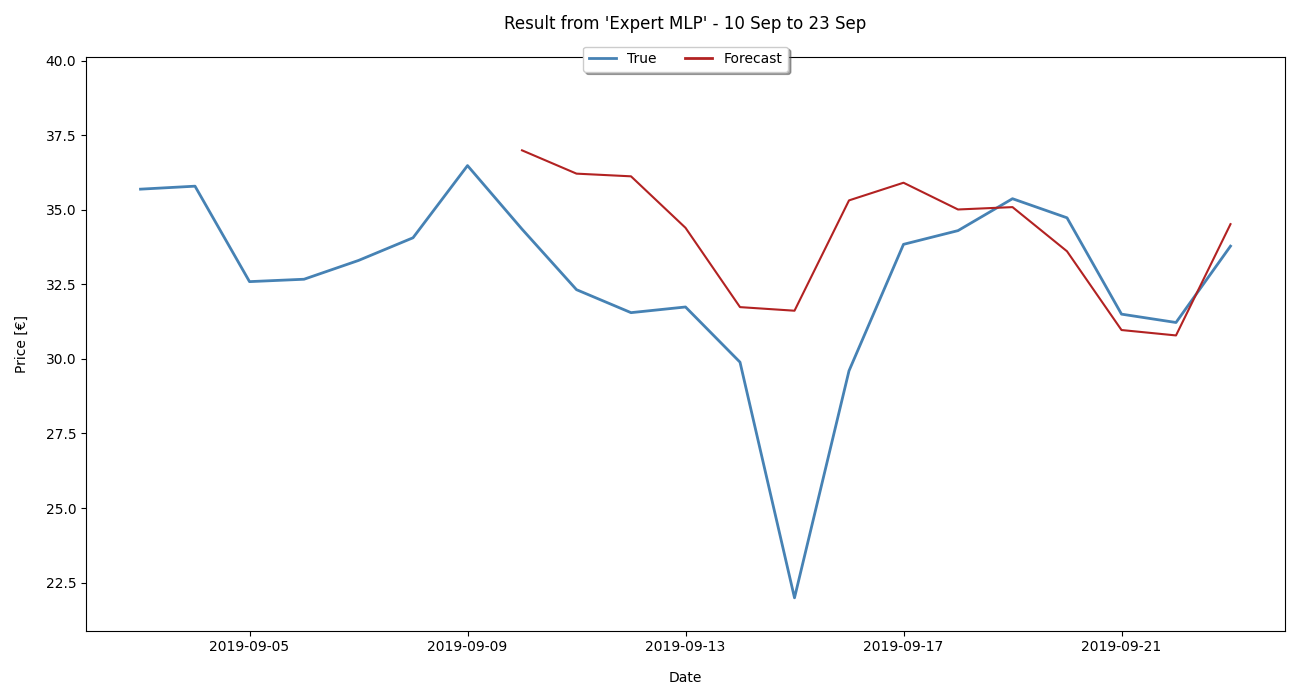 Result from 'Expert MLP' - 10 Sep to 23 Sep
True Forecast
40.0
37.5
35.0
32.5
30.0
27.5
25.0
22.5
Price [€]
2019-09-05 2019-09-09 2019-09-13 2019-09-17 2019-09-21
Date